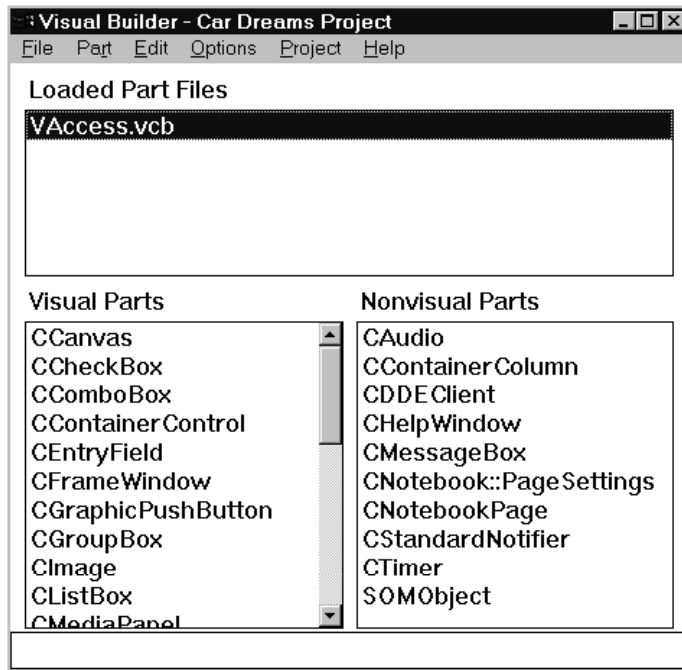 Visual Builder - Car Dreams Project
File Part Edit Options Project Help
Loaded Part Files
VAccess.vcb
Visual Parts
CCanvas
CCheckBox
CComboBox
CContainerControl
CEntryField
CFrameWindow
CGraphicPushButton
CGroupBox
CImage
CListBox
CMediaPanel
Nonvisual Parts
CAudio
CContainerColumn
CDDEClient
CHelpWindow
CMessageBox
CNotebook::PageSettings
CNotebookPage
CStandardNotifier
CTimer
SOMObject